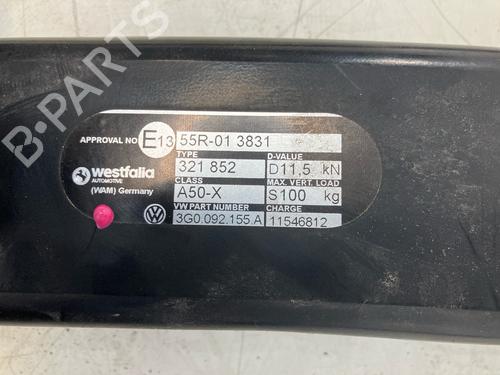 APPROVAL NO E13 55R-01 3831
TYPE D-VALUE
321 852 D11,5 kN
westfalia CLASS MAX. VERT. LOAD
AUTOMOTIVE
(WAM) Germany A50-X S100 kg
VW PART NUMBER CHARGE
3G0.092.155.A 11546812